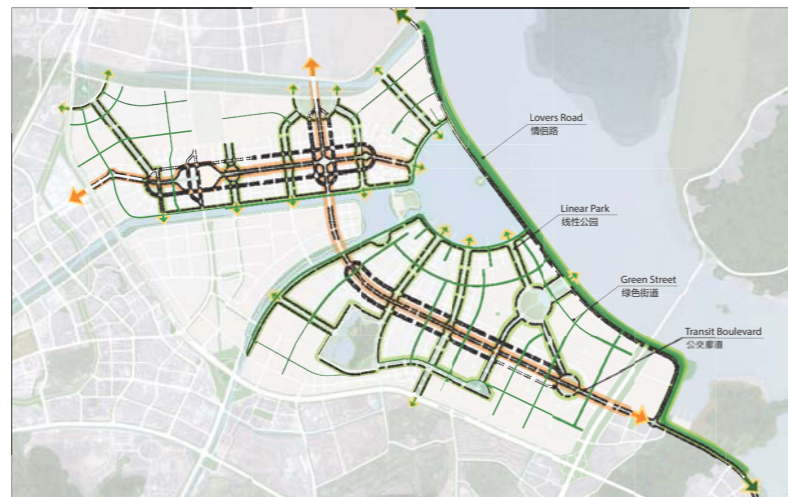 Lovers Road
情侣路
Linear Park
线性公园
Green Street
绿色街道
Transit Boulevard
公交廊道